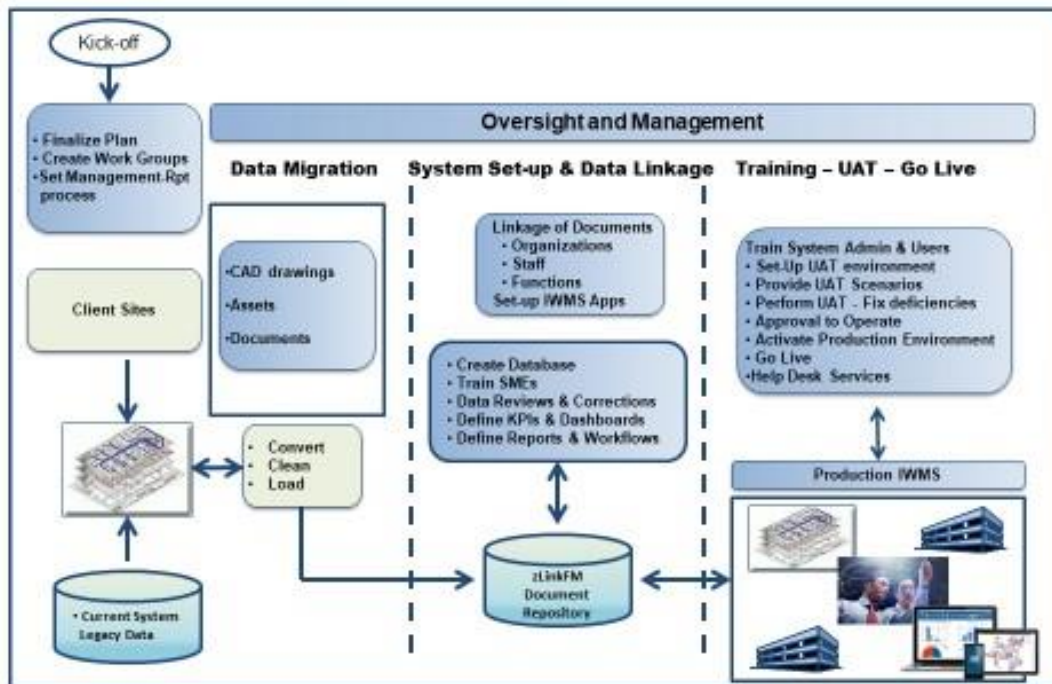 Kick-off
• Finalize Plan
• Create Work Groups
•Set Management-Rpt
process
Oversight and Management
Data Migration
System Set-up & Data Linkage
Training – UAT – Go Live
•CAD drawings
•Assets
•Documents
Linkage of Documents
• Organizations
• Staff
• Functions
Set-up IWMS Apps
Train System Admin & Users
• Set-Up UAT environment
• Provide UAT Scenarios
• Perform UAT - Fix deficiencies
• Approval to Operate
• Activate Production Environment
• Go Live
•Help Desk Services
Client Sites
• Create Database
• Train SMEs
• Data Reviews & Corrections
• Define KPIs & Dashboards
• Define Reports & Workflows
• Convert
• Clean
• Load
Production IWMS
zLinkFM
Document
Repository
• Current System
Legacy Data